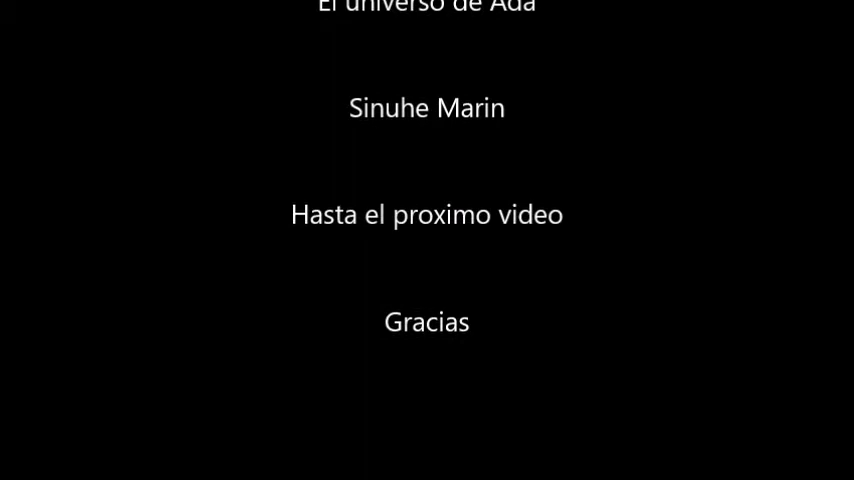 El universo de Ada
Sinuhe Marin
Hasta el proximo video
Gracias